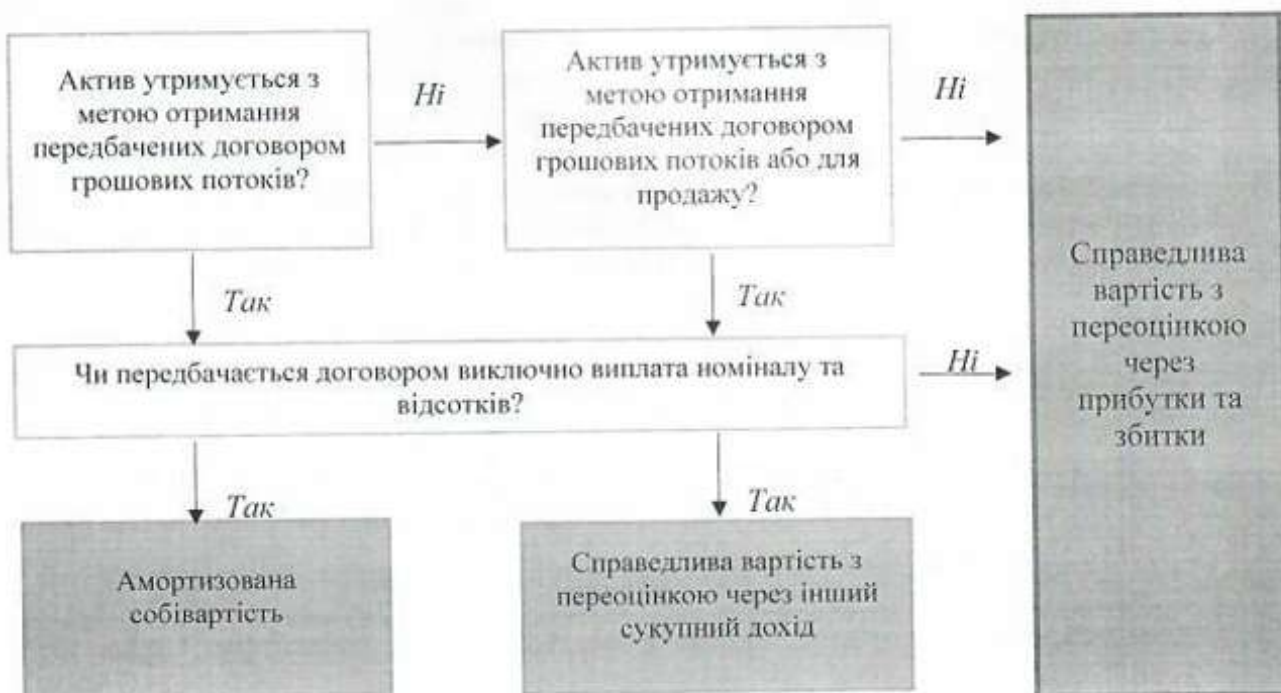 Актив утримується з
метою отримання
передбачених договором
грошових потоків?
Ні
Актив утримується з
метою отримання
передбачених договором
грошових потоків або для
продажу?
Ні
Так
Так
Чи передбачається договором виключно виплата номіналу та
відсотків?
Ні
Так
Так
Амортизована
собівартість
Справедлива вартість з
переоцінкою через інший
сукупний дохід
Справедлива
вартість з
переоцінкою
через
прибутки та
збитки